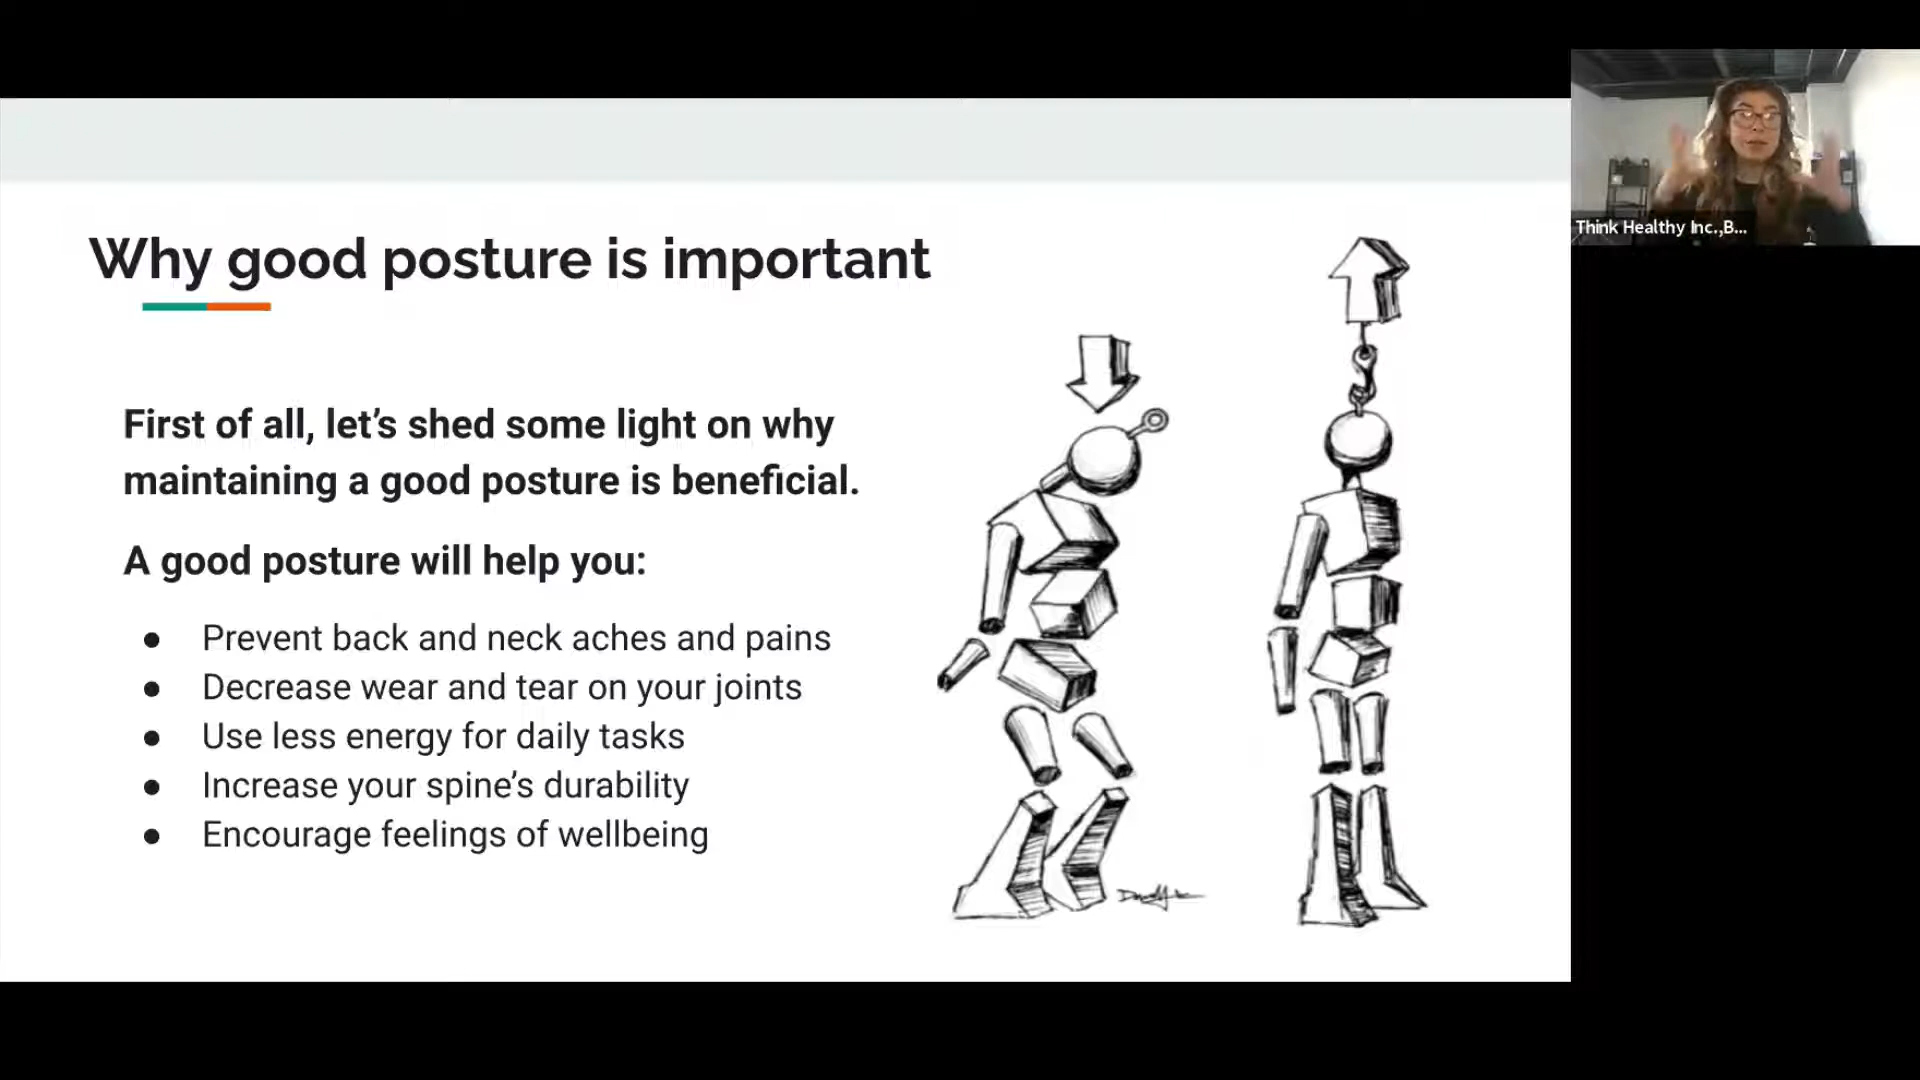 Why good posture is important
First of all, let’s shed some light on why
maintaining a good posture is beneficial.
A good posture will help you:
● Prevent back and neck aches and pains
● Decrease wear and tear on your joints
● Use less energy for daily tasks
● Increase your spine’s durability
● Encourage feelings of wellbeing
Think Healthy Inc.,B...